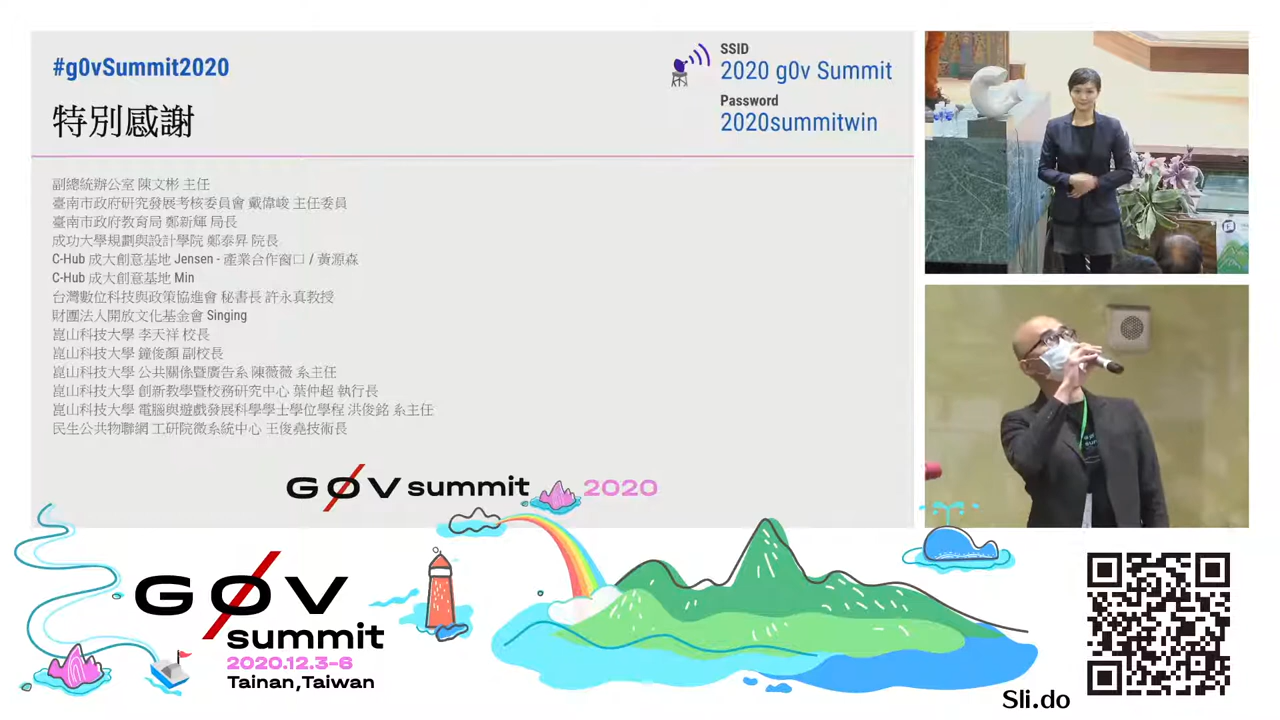 #g0vSummit2020
特別感謝
SSID
2020 g0v Summit
Password
2020summitwin
副總統辦公室 陳文彬 主任
臺南市政府研究發展考核委員會 戴偉峻 主任委員
臺南市政府教育局 鄭新輝 局長
成功大學規劃與設計學院 鄭泰昇 院長
C-Hub 成大創意基地 Jensen - 產業合作窗口 / 黃源森
C-Hub 成大創意基地 Min
台灣數位科技與政策協進會 秘書長 許永真教授
財團法人開放文化基金會 Singing
崑山科技大學 李天祥 校長
崑山科技大學 鐘俊顏 副校長
崑山科技大學 公共關係暨廣告系 陳薇薇 系主任
崑山科技大學 創新教學暨校務研究中心 葉仲超 執行長
崑山科技大學 電腦與遊戲發展科學學士學位學程 洪俊銘 系主任
民生公共物聯網 工研院微系統中心 王俊堯技術長
G0V summit 2020
G0V
summit
2020.12.3-6
Tainan,Taiwan
Sli.do